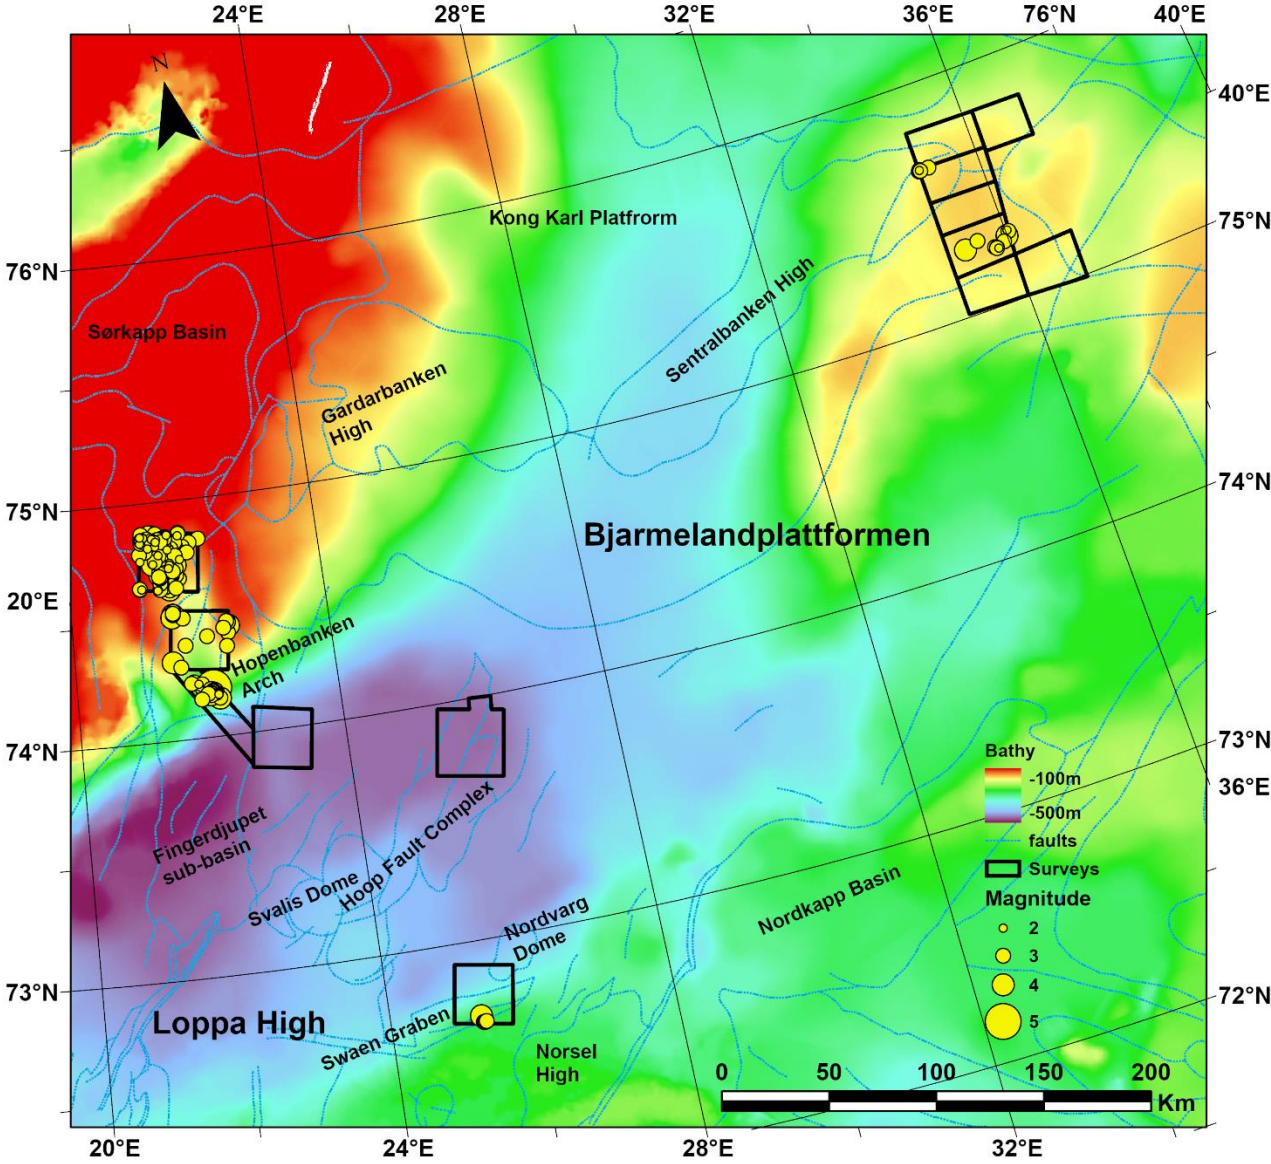 24°E
28°E
32°E
36°E
76°N
40°E
N
40°E
Kong Karl Platfrorm
75°N
76°N
Sørkapp Basin
Sentralbanken High
Gardarbanken
High
74°N
75°N
Bjarmelandplattformen
20°E
Hopenbanken
Arch
74°N
73°N
36°E
Bathy
-100m
-500m
faults
Surveys
Magnitude
2
3
4
5
Fingerdjupet
sub-basin
Svalis Dome
Hoop Fault Complex
Nordkapp Basin
Nordvarg
Dome
73°N
72°N
Loppa High
Swaen Graben
Norsel
High
0 50 100 150 200
Km
20°E
24°E
28°E
32°E